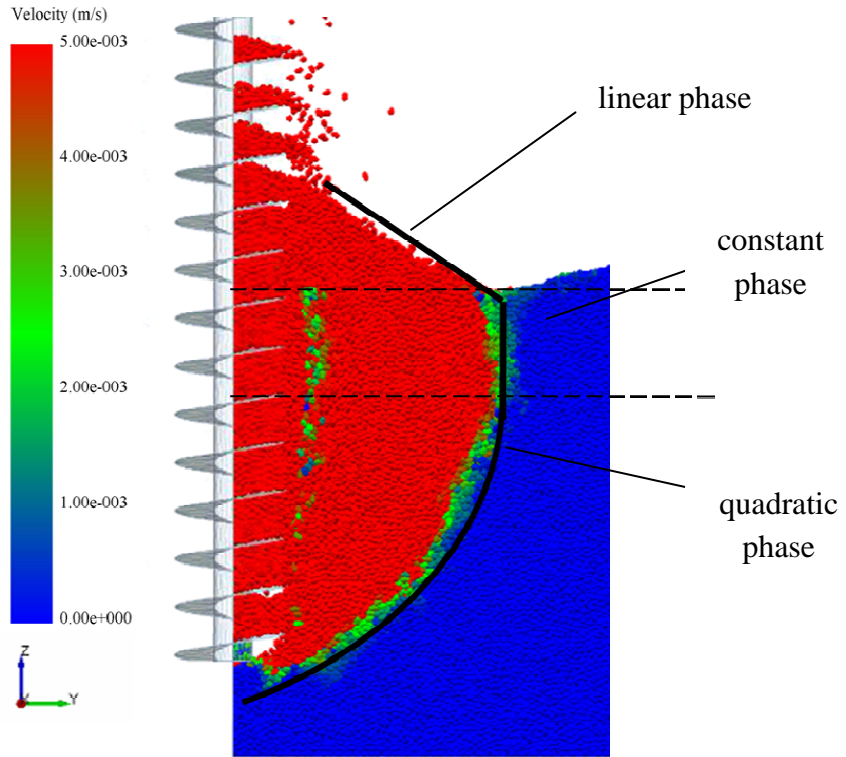 Velocity (m/s)
5.00e-003
4.00e-003
3.00e-003
2.00e-003
1.00e-003
0.00e+000
linear phase
constant
phase
quadratic
phase
Z
Y